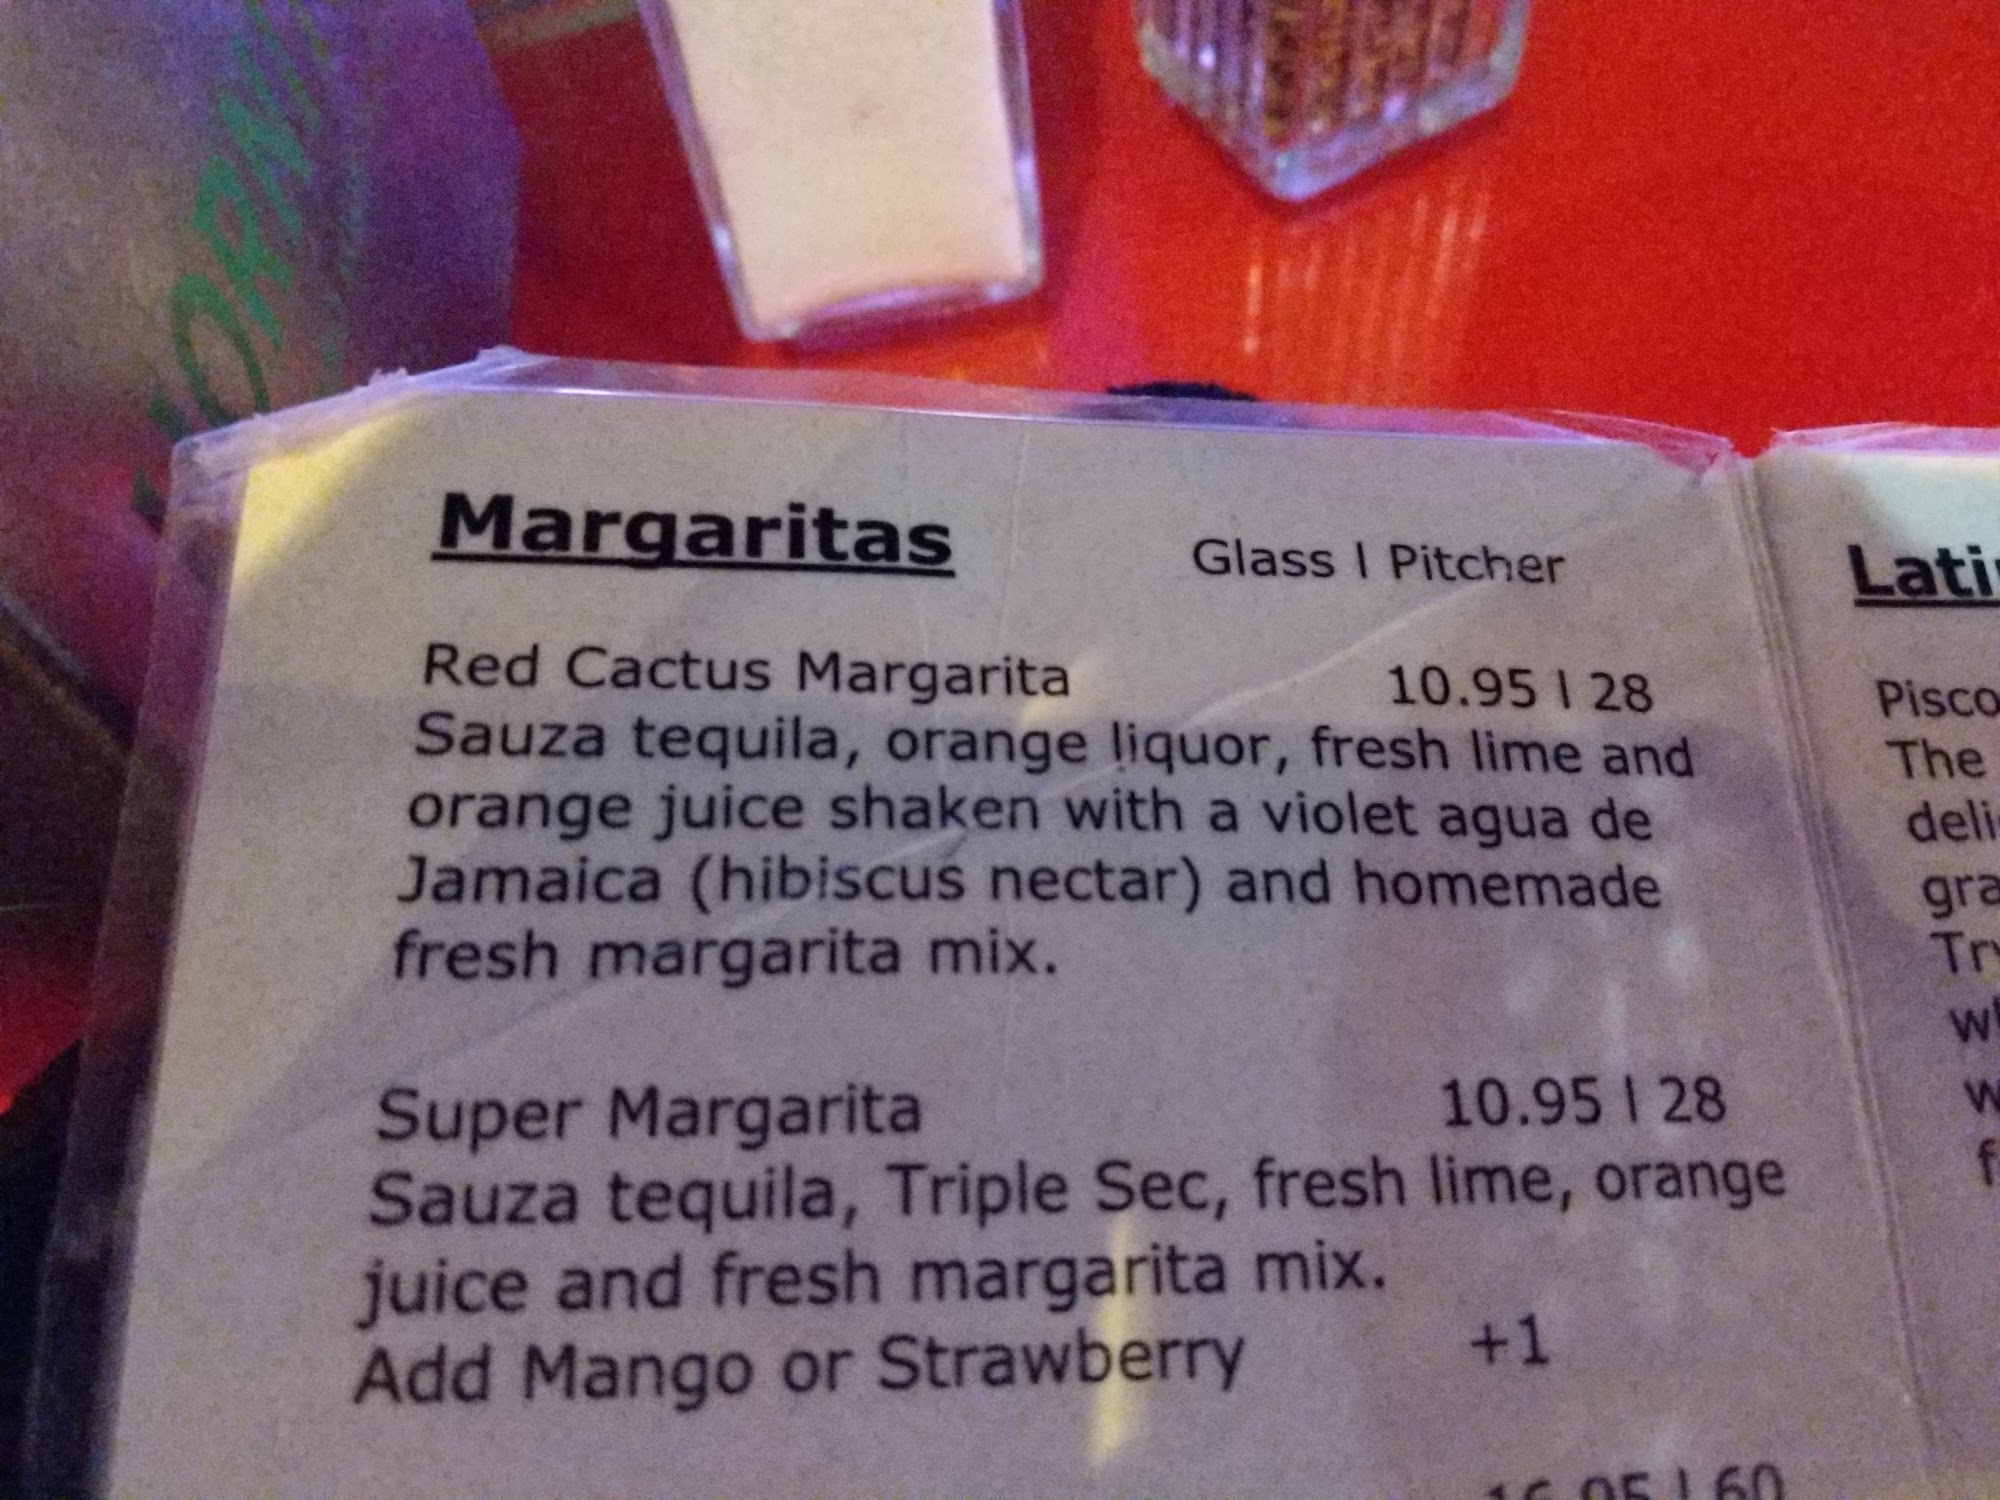 Margaritas
Glass | Pitcher
Red Cactus Margarita 10.95 | 28
Sauza tequila, orange liquor, fresh lime and
orange juice shaken with a violet agua de
Jamaica (hibiscus nectar) and homemade
fresh margarita mix.
Super Margarita 10.95 | 28
Sauza tequila, Triple Sec, fresh lime, orange
juice and fresh margarita mix.
Add Mango or Strawberry +1
Pisco
The